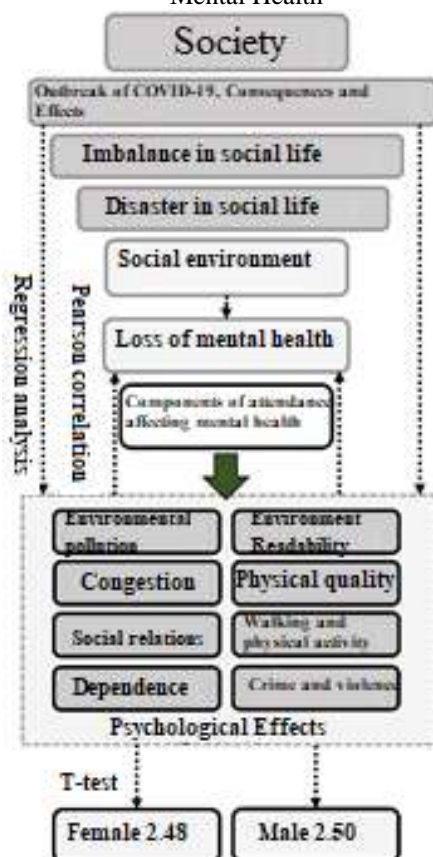 Mental Health
Society
Outbreak of COVID-19, Consequences and
Effects
Imbalance in social life
Disaster in social life
Social environment
Loss of mental health
Components of attendance
affecting mental health
Regression analysis
Pearson correlation
Environmental
pollution
Environment
Readability
Congestion
Physical quality
Social relations
Walking and
physical activity
Dependence
Crime and violence
Psychological Effects
T-test
Female 2.48
Male 2.50